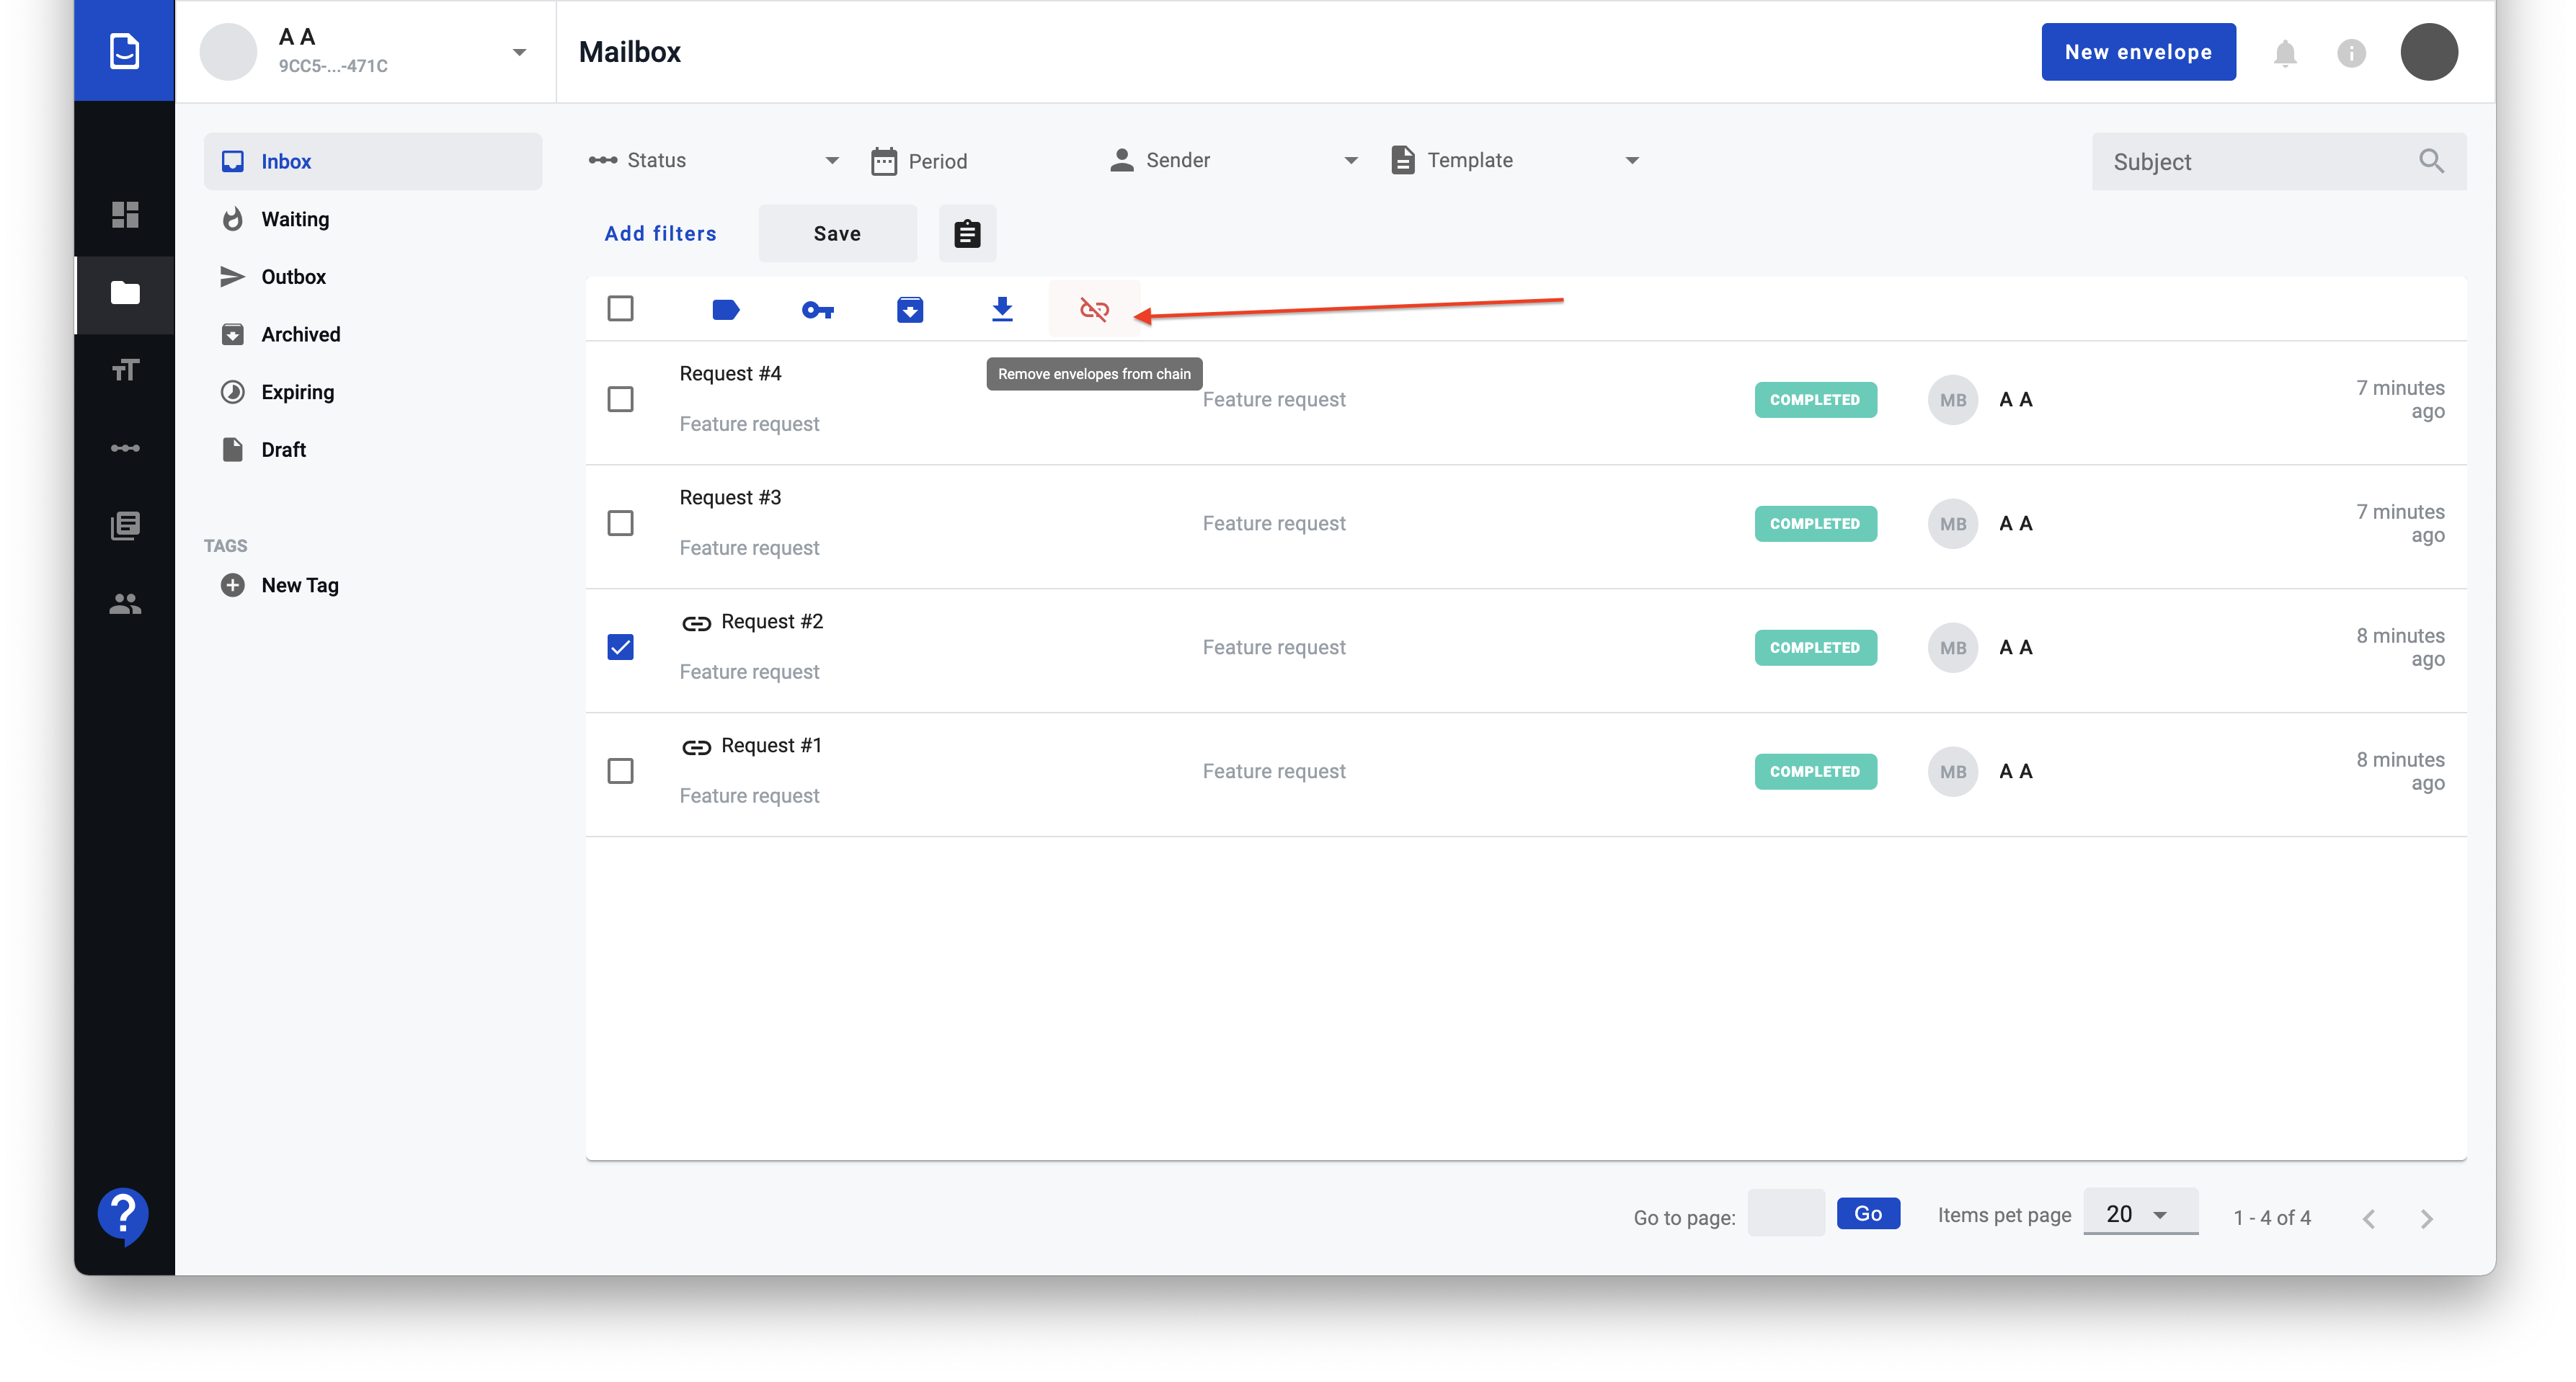 A A
9CC5-...-471C
Mailbox
New envelope
Inbox
Waiting
Outbox
Archived
Expiring
Draft
TAGS
New Tag
Status
Period
Sender
Template
Subject
Add filters
Save
Remove envelopes from chain
Request #4
Feature request
Feature request
COMPLETED
MB
A A
7 minutes
ago
Request #3
Feature request
Feature request
COMPLETED
MB
A A
7 minutes
ago
Request #2
Feature request
Feature request
COMPLETED
MB
A A
8 minutes
ago
Request #1
Feature request
Feature request
COMPLETED
MB
A A
8 minutes
ago
Go to page:
Go
Items pet page
20
1 - 4 of 4